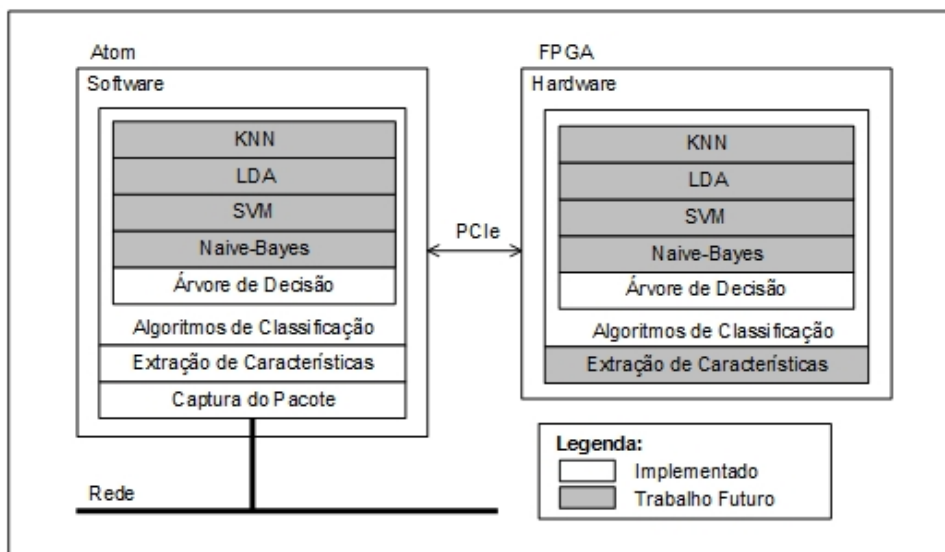 Atom
Software
KNN
LDA
SVM
Naive-Bayes
Árvore de Decisão
Algoritmos de Classificação
Extração de Características
Captura do Pacote
Rede
PCIe
FPGA
Hardware
KNN
LDA
SVM
Naive-Bayes
Árvore de Decisão
Algoritmos de Classificação
Extração de Características
Legenda:
Implementado
Trabalho Futuro